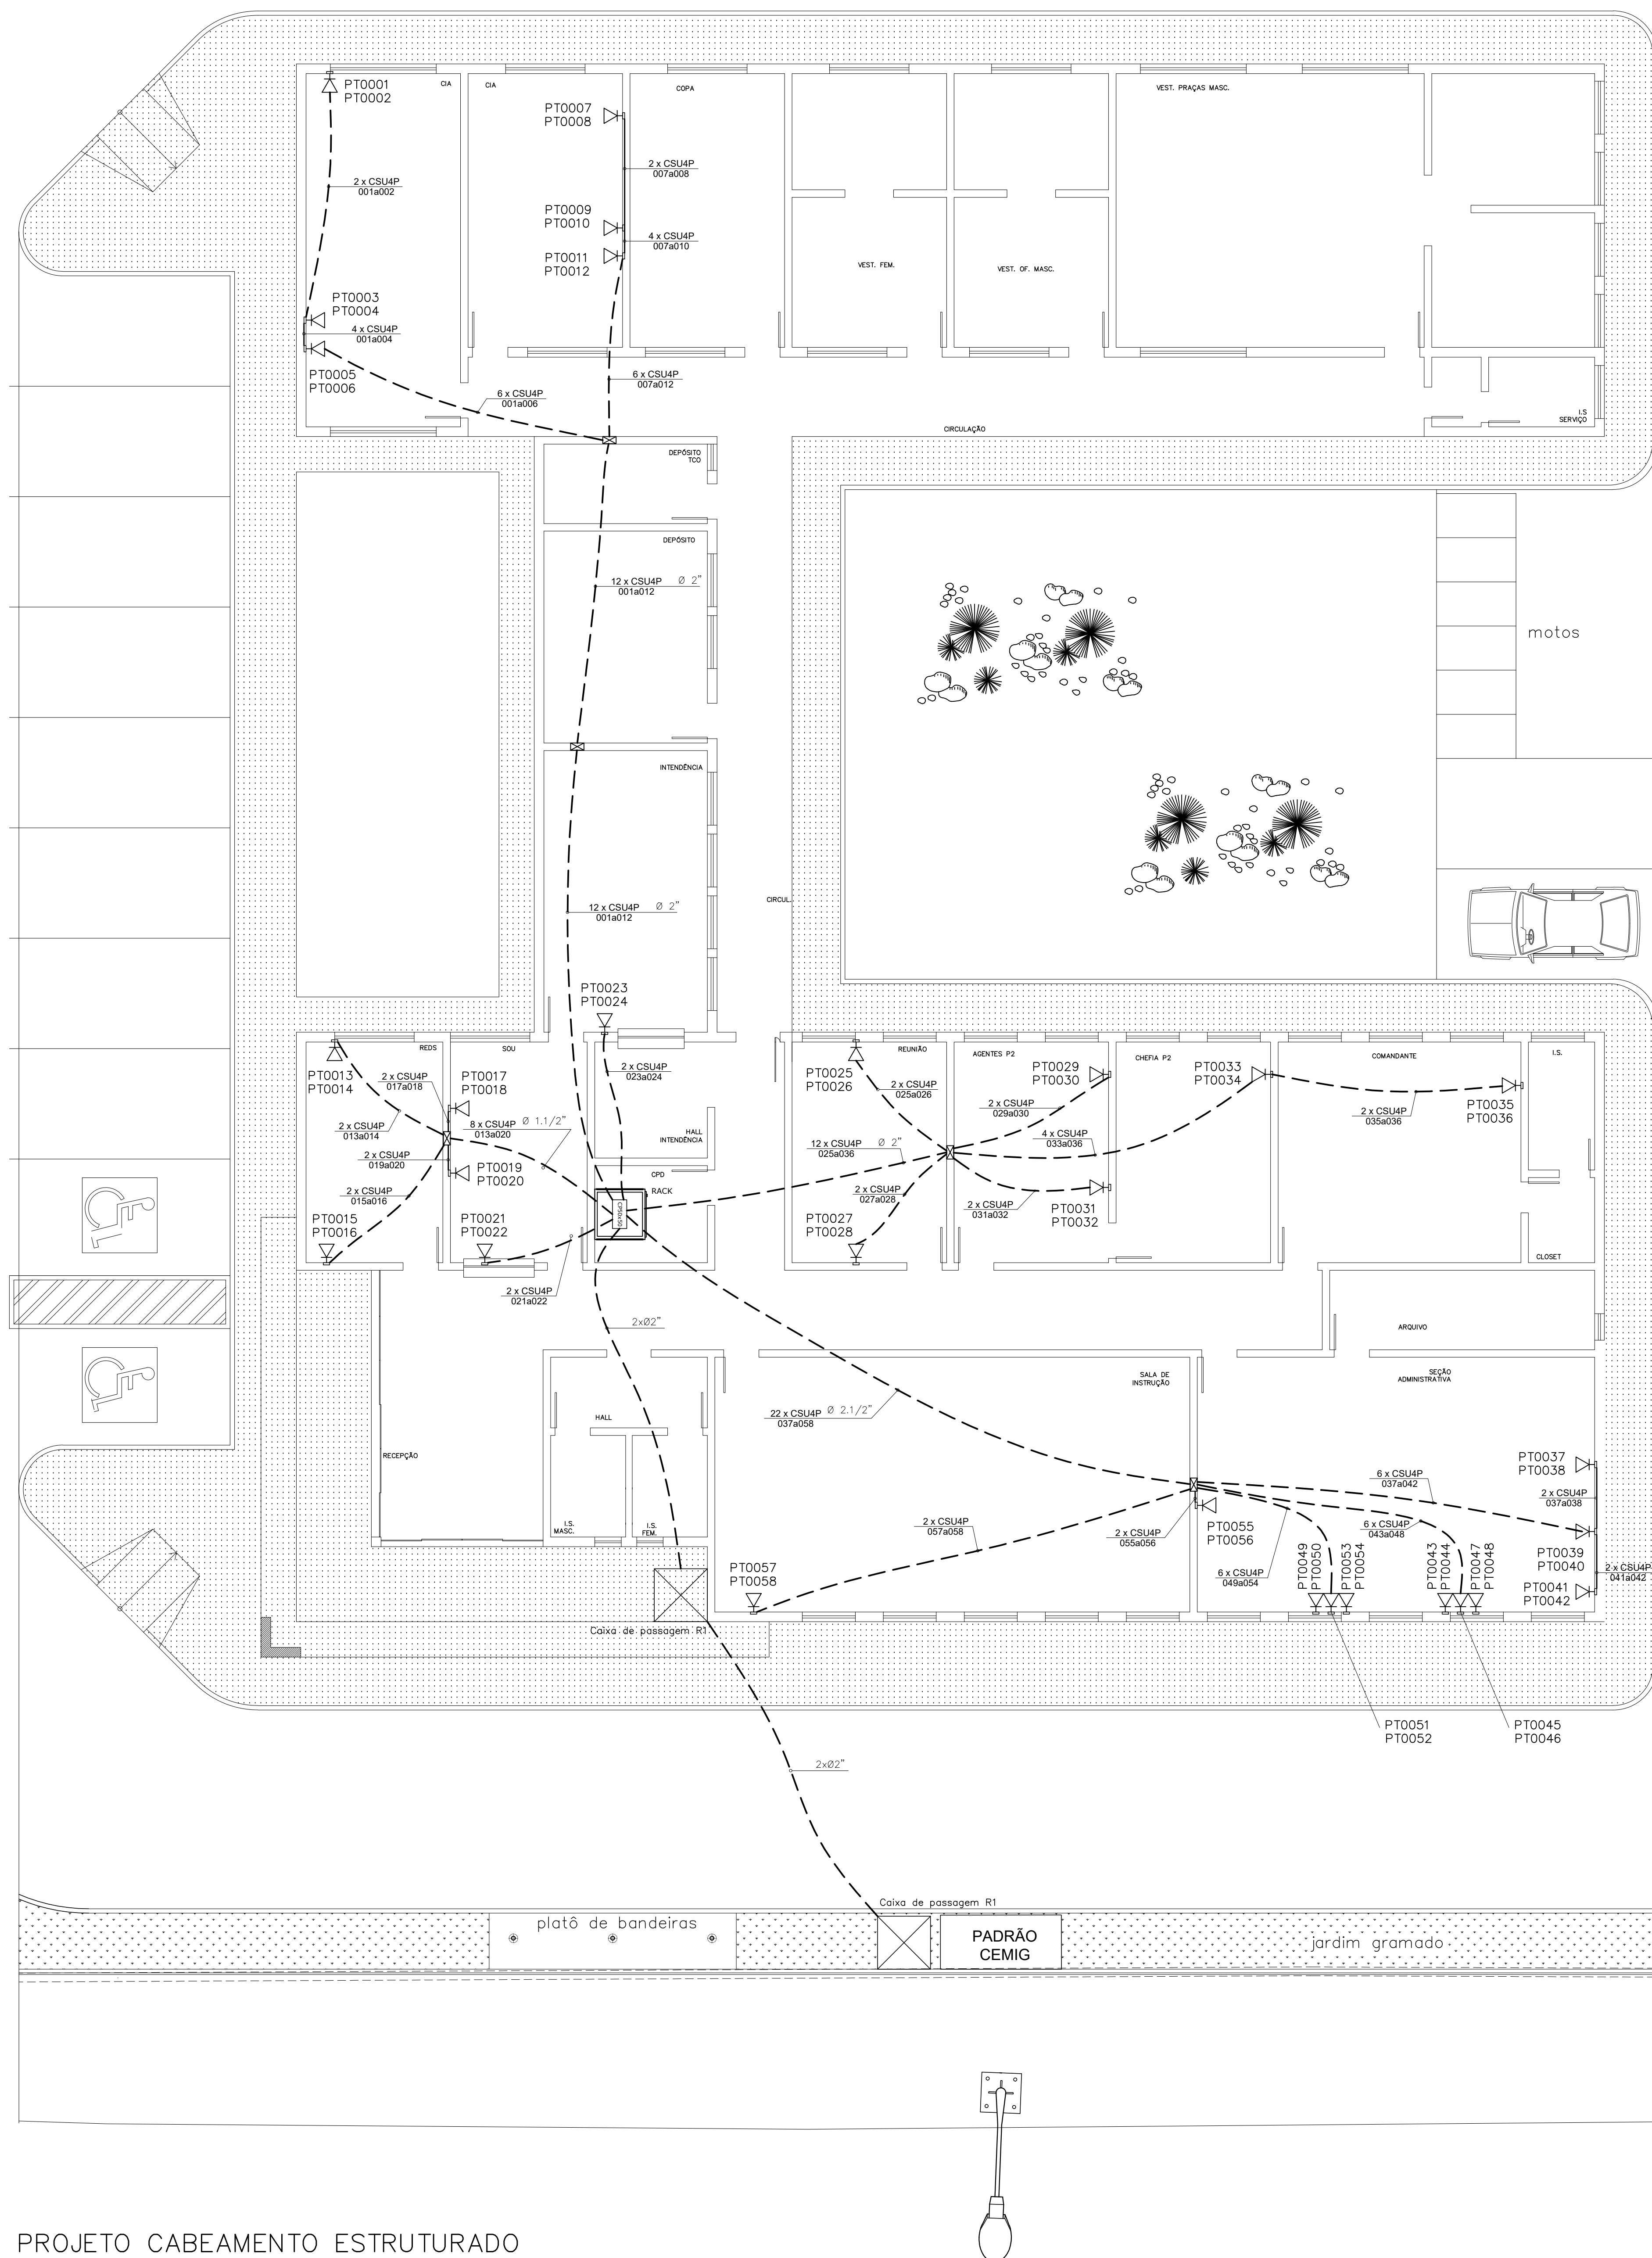 PT0001
PT0002
CIA
CIA
COPA
VEST. PRAÇAS MASC.
PT0007
PT0008
2 x CSU4P
001a002
2 x CSU4P
007a008
PT0009
PT0010
4 x CSU4P
007a010
PT0011
PT0012
VEST. FEM.
VEST. OF. MASC.
PT0003
PT0004
4 x CSU4P
001a004
PT0005
PT0006
6 x CSU4P
007a012
6 x CSU4P
001a006
I.S
SERVIÇO
CIRCULAÇÃO
DEPÓSITO
TCO
DEPÓSITO
12 x CSU4P Ø 2"
001a012
motos
INTENDÊNCIA
CIRCUL.
12 x CSU4P Ø 2"
001a012
PT0023
PT0024
REDS
SOU
REUNIÃO
AGENTES P2
CHEFIA P2
COMANDANTE
I.S.
PT0013
PT0014
2 x CSU4P
017a018
PT0017
PT0018
2 x CSU4P
023a024
PT0025
PT0026
2 x CSU4P
025a026
PT0029
PT0030
PT0033
PT0034
PT0035
PT0036
2 x CSU4P
029a030
2 x CSU4P
035a036
2 x CSU4P
013a014
8 x CSU4P Ø 1.1/2"
013a020
HALL
INTENDÊNCIA
12 x CSU4P Ø 2"
025a036
4 x CSU4P
033a036
2 x CSU4P
019a020
PT0019
PT0020
CPD
RACK
2 x CSU4P
015a016
2 x CSU4P
027a028
2 x CSU4P
031a032
PT0031
PT0032
CP50x50
PT0015
PT0016
PT0021
PT0022
PT0027
PT0028
CLOSET
2 x CSU4P
021a022
2xØ2"
ARQUIVO
SALA DE
INSTRUÇÃO
SEÇÃO
ADMINISTRATIVA
HALL
22 x CSU4P Ø 2.1/2"
037a058
RECEPÇÃO
PT0037
PT0038
6 x CSU4P
037a042
2 x CSU4P
037a038
I.S.
MASC.
I.S.
FEM.
2 x CSU4P
057a058
2 x CSU4P
055a056
PT0055
PT0056
6 x CSU4P
043a048
PT0039
PT0040
2 x CSU4P
041a042
PT0057
PT0058
6 x CSU4P
049a054
PT0049
PT0050
PT0053
PT0054
PT0043
PT0044
PT0047
PT0048
PT0041
PT0042
Caixa de passagem R1
PT0051
PT0052
PT0045
PT0046
2xØ2"
Caixa de passagem R1
platô de bandeiras
PADRÃO
CEMIG
jardim gramado
PROJETO CABEAMENTO ESTRUTURADO